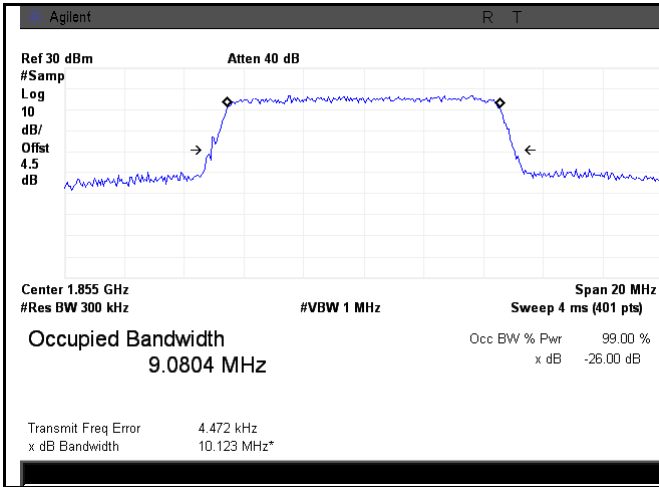 Agilent R T
Ref 30 dBm Atten 40 dB
#Samp
Log
10
dB/
Offst
4.5
dB
Center 1.855 GHz Span 20 MHz
#Res BW 300 kHz #VBW 1 MHz Sweep 4 ms (401 pts)
Occupied Bandwidth Occ BW % Pwr 99.00 %
9.0804 MHz x dB -26.00 dB
Transmit Freq Error 4.472 kHz
x dB Bandwidth 10.123 MHz*